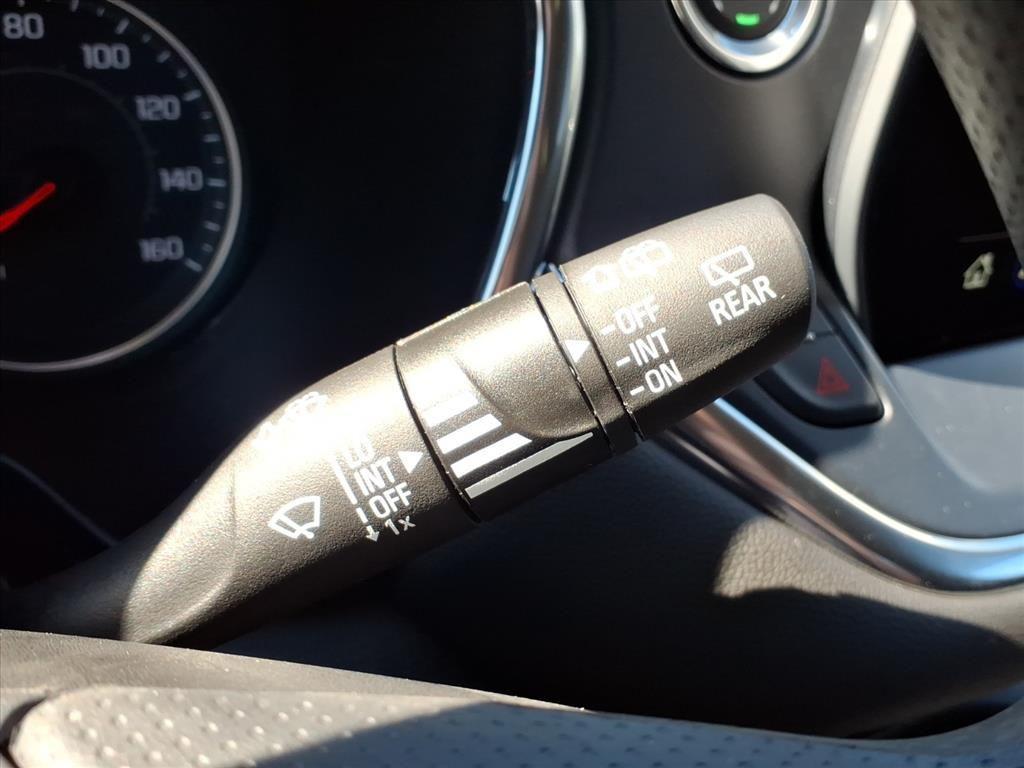 80
100
120
140
160
OFF
INT
ON
REAR
LO
INT
OFF
1x